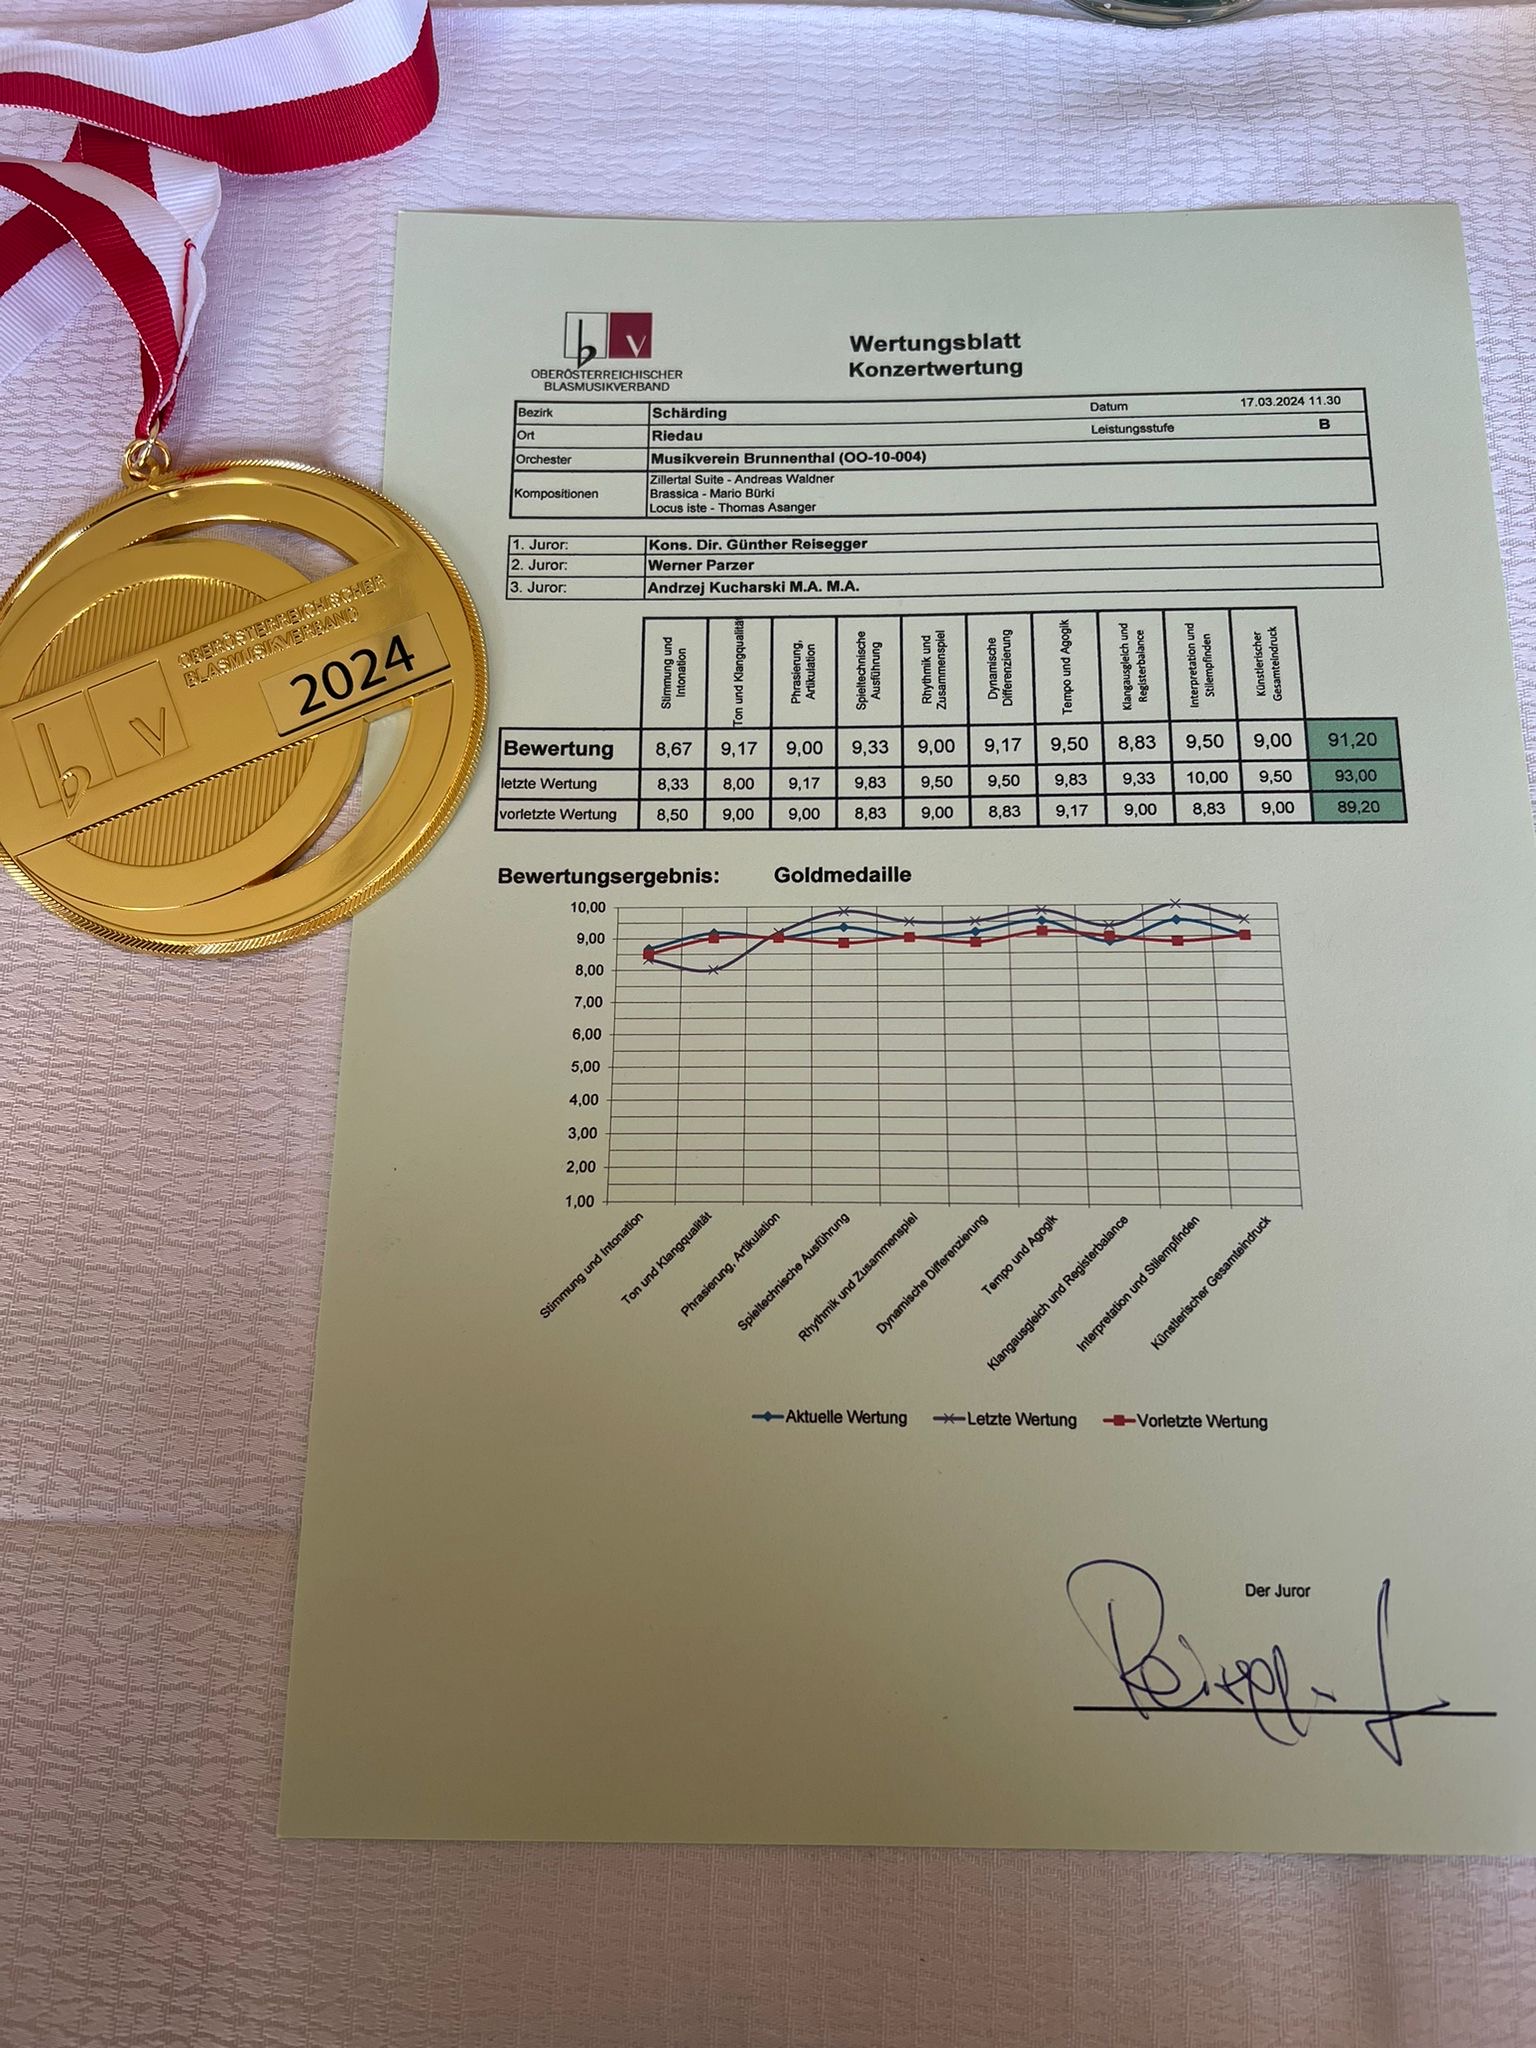 OBERÖSTERREICHISCHER
BLASMUSIKVERBAND
2024
b v
b v
OBERÖSTERREICHISCHER
BLASMUSIKVERBAND
Wertungsblatt
Konzertwertung
Bezirk Schärding Datum 17.03.2024 11.30
Ort Riedau Leistungsstufe B
Orchester Musikverein Brunnenthal (OO-10-004)
Kompositionen
Zillertal Suite - Andreas Waldner
Brassica - Mario Bürki
Locus iste - Thomas Asanger
1. Juror: Kons. Dir. Günther Reisegger
2. Juror: Werner Parzer
3. Juror: Andrzej Kucharski M.A. M.A.
Stimmung und
Intonation
Ton und Klangqualität
Phrasierung,
Artikulation
Spieltechnische
Ausführung
Rhythmik und
Zusammenspiel
Dynamische
Differenzierung
Tempo und Agogik
Klangausgleich und
Registerbalance
Interpretation und
Stilempfinden
Künstlerischer
Gesamteindruck
Bewertung 8,67 9,17 9,00 9,33 9,00 9,17 9,50 8,83 9,50 9,00 91,20
letzte Wertung 8,33 8,00 9,17 9,83 9,50 9,50 9,83 9,33 10,00 9,50 93,00
vorletzte Wertung 8,50 9,00 9,00 8,83 9,00 8,83 9,17 9,00 8,83 9,00 89,20
Bewertungsergebnis: Goldmedaille
10,00
9,00
8,00
7,00
6,00
5,00
4,00
3,00
2,00
1,00
Stimmung und Intonation
Ton und Klangqualität
Phrasierung, Artikulation
Spieltechnische Ausführung
Rhythmik und Zusammenspiel
Dynamische Differenzierung
Tempo und Agogik
Klangausgleich und Registerbalance
Interpretation und Stilempfinden
Künstlerischer Gesamteindruck
Aktuelle Wertung Letzte Wertung Vorletzte Wertung
Der Juror